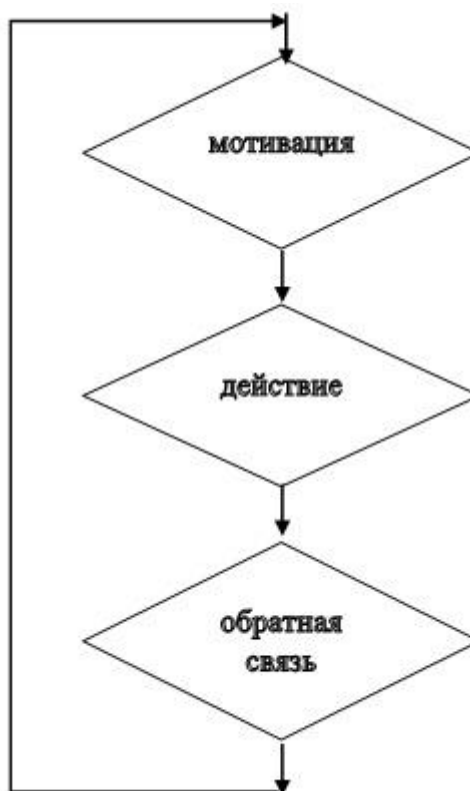 мотивация
действие
обратная
связь